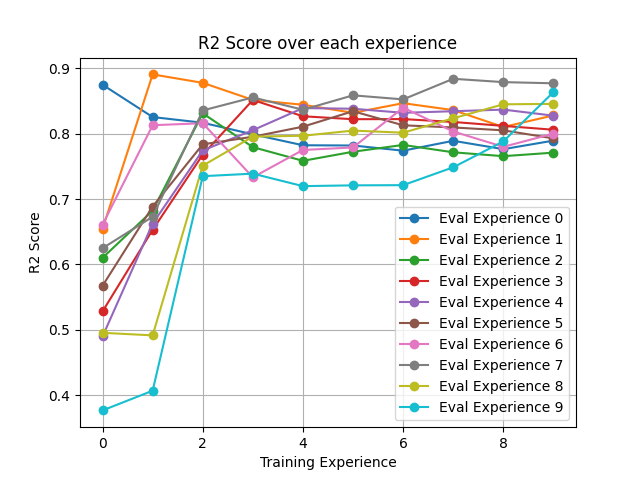 R2 Score over each experience
R2 Score
0.9
0.8
0.7
0.6
0.5
0.4
0 2 4 6 8
Training Experience
Eval Experience 0
Eval Experience 1
Eval Experience 2
Eval Experience 3
Eval Experience 4
Eval Experience 5
Eval Experience 6
Eval Experience 7
Eval Experience 8
Eval Experience 9